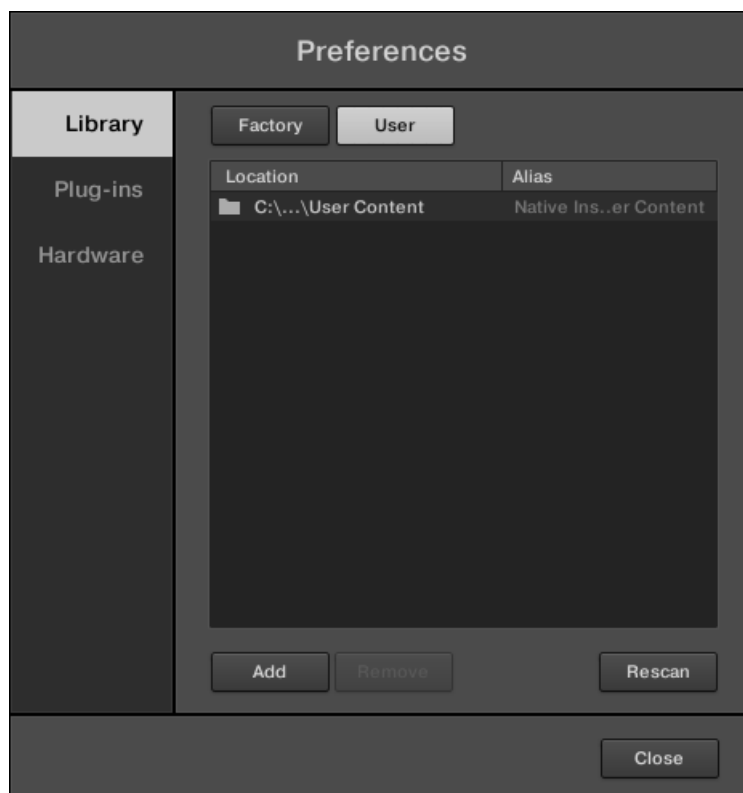 Preferences
Library
Factory
User
Plug-ins
Location
Alias
C:\...\User Content
Native Ins..er Content
Hardware
Add
Remove
Rescan
Close